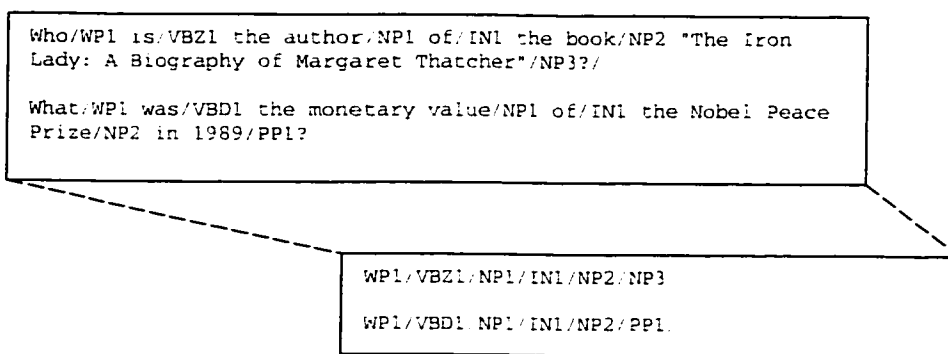 Who/WP1 is/VBZ1 the author/NP1 of/IN1 the book/NP2 "The Iron
Lady: A Biography of Margaret Thatcher"/NP3?/
What/WP1 was/VBD1 the monetary value/NP1 of/IN1 the Nobel Peace
Prize/NP2 in 1989/PP1?
WP1/VBZ1/NP1/IN1/NP2/NP3
WP1/VBD1 NP1/IN1/NP2/PP1.